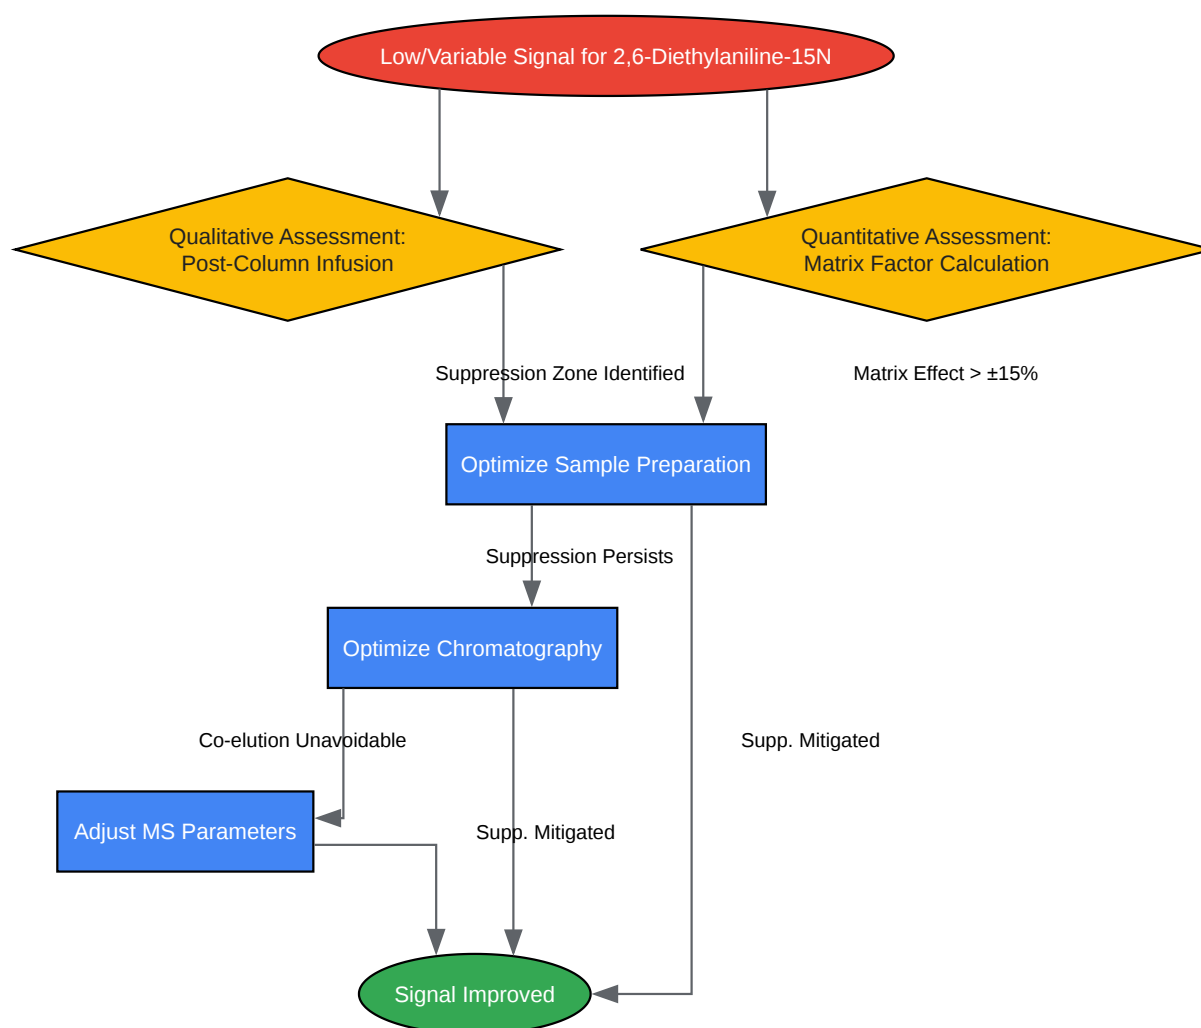 Low/Variable Signal for 2,6-Diethylaniline-15N
Qualitative Assessment:
Post-Column Infusion
Quantitative Assessment:
Matrix Factor Calculation
Suppression Zone Identified
Matrix Effect > ±15%
Optimize Sample Preparation
Suppression Persists
Optimize Chromatography
Co-elution Unavoidable
Supp. Mitigated
Adjust MS Parameters
Supp. Mitigated
Signal Improved